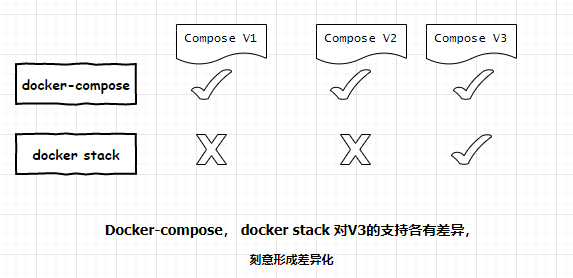 Compose V1 Compose V2 Compose V3
docker-compose
docker stack
Docker-compose， docker stack 对V3的支持各有差异，
刻意形成差异化